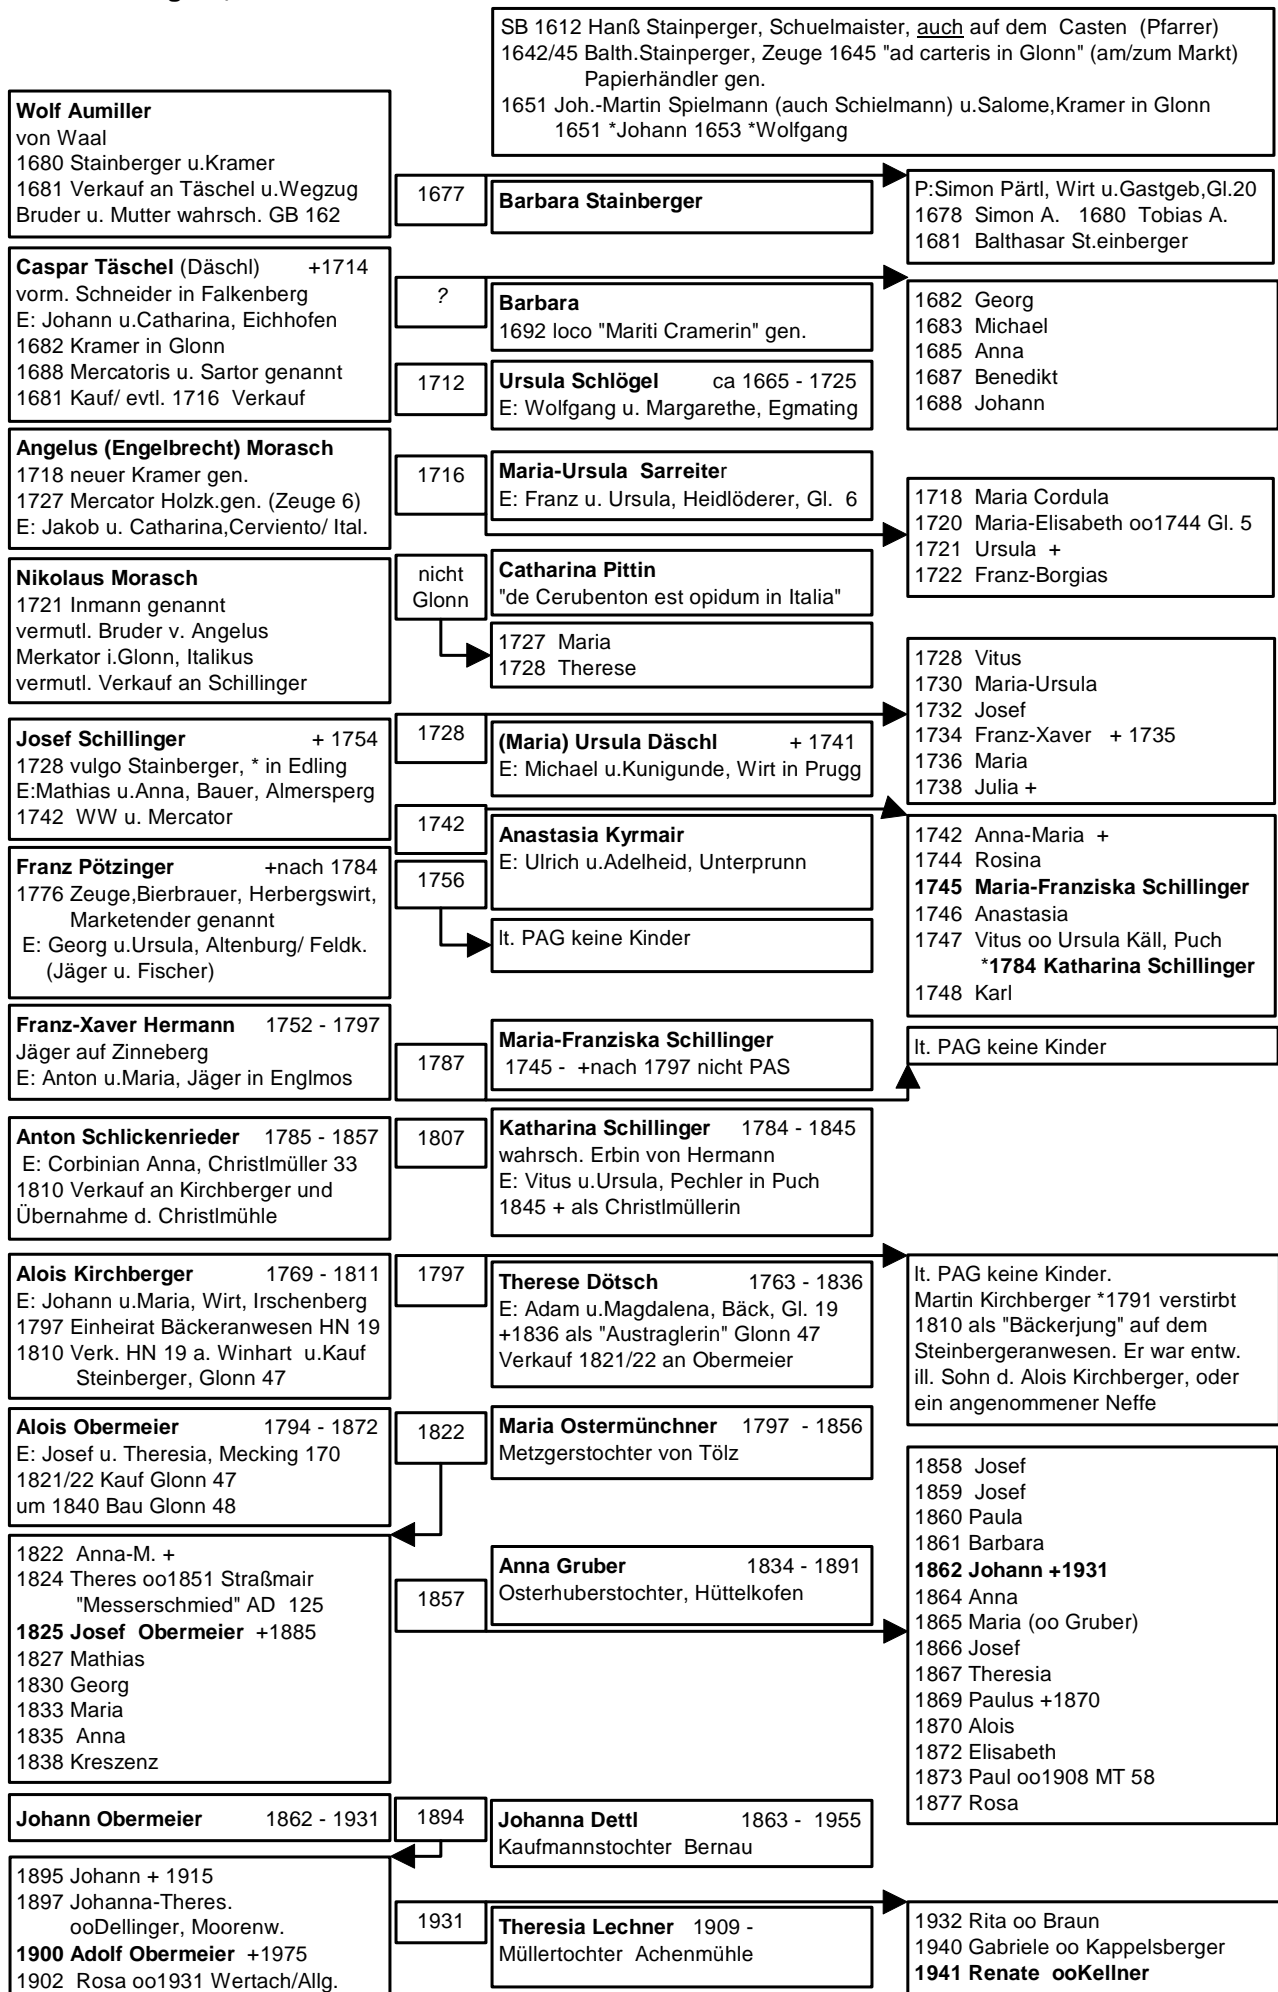 SB 1612 Hanß Stainperger, Schuelmaister, auch auf dem Casten (Pfarrer)
1642/45 Balth.Stainperger, Zeuge 1645 "ad carteris in Glonn" (am/zum Markt)
Papierhändler gen.
1651 Joh.-Martin Spielmann (auch Schielmann) u.Salome,Kramer in Glonn
1651 *Johann 1653 *Wolfgang
Wolf Aumiller
von Waal
1680 Stainberger u.Kramer
1681 Verkauf an Täschel u.Wegzug
Bruder u. Mutter wahrsch. GB 162
1677
Barbara Stainberger
P:Simon Pärtl, Wirt u.Gastgeb,Gl.20
1678 Simon A. 1680 Tobias A.
1681 Balthasar St.einberger
Caspar Täschel (Däschl) +1714
vorm. Schneider in Falkenberg
E: Johann u.Catharina, Eichhofen
1682 Kramer in Glonn
1688 Mercatoris u. Sartor genannt
1681 Kauf/ evtl. 1716 Verkauf
?
Barbara
1692 loco "Mariti Cramerin" gen.
1682 Georg
1683 Michael
1685 Anna
1687 Benedikt
1688 Johann
1712
Ursula Schlögel ca 1665 - 1725
E: Wolfgang u. Margarethe, Egmating
Angelus (Engelbrecht) Morasch
1718 neuer Kramer gen.
1727 Mercator Holzk.gen. (Zeuge 6)
E: Jakob u. Catharina,Cerviento/ Ital.
1716
Maria-Ursula Sarreiter
E: Franz u. Ursula, Heidlöderer, Gl. 6
1718 Maria Cordula
1720 Maria-Elisabeth oo1744 Gl. 5
1721 Ursula +
1722 Franz-Borgias
Nikolaus Morasch
1721 Inmann genannt
vermutl. Bruder v. Angelus
Merkator i.Glonn, Italikus
vermutl. Verkauf an Schillinger
nicht
Glonn
Catharina Pittin
"de Cerubenton est opidum in Italia"
1727 Maria
1728 Therese
Josef Schillinger + 1754
1728 vulgo Stainberger, * in Edling
E:Mathias u.Anna, Bauer, Almersperg
1742 WW u. Mercator
1728
(Maria) Ursula Däschl + 1741
E: Michael u.Kunigunde, Wirt in Prugg
1728 Vitus
1730 Maria-Ursula
1732 Josef
1734 Franz-Xaver + 1735
1736 Maria
1738 Julia +
1742
Anastasia Kyrmair
E: Ulrich u.Adelheid, Unterprunn
1742 Anna-Maria +
1744 Rosina
1745 Maria-Franziska Schillinger
1746 Anastasia
1747 Vitus oo Ursula Käll, Puch
*1784 Katharina Schillinger
1748 Karl
Franz Pötzinger +nach 1784
1776 Zeuge,Bierbrauer, Herbergswirt,
Marketender genannt
E: Georg u.Ursula, Altenburg/ Feldk.
(Jäger u. Fischer)
1756
lt. PAG keine Kinder
Franz-Xaver Hermann 1752 - 1797
Jäger auf Zinneberg
E: Anton u.Maria, Jäger in Englmos
1787
Maria-Franziska Schillinger
1745 - +nach 1797 nicht PAS
lt. PAG keine Kinder
Anton Schlickenrieder 1785 - 1857
E: Corbinian Anna, Christlmüller 33
1810 Verkauf an Kirchberger und
Übernahme d. Christlmühle
1807
Katharina Schillinger 1784 - 1845
wahrsch. Erbin von Hermann
E: Vitus u.Ursula, Pechler in Puch
1845 + als Christlmüllerin
Alois Kirchberger 1769 - 1811
E: Johann u.Maria, Wirt, Irschenberg
1797 Einheirat Bäckeranwesen HN 19
1810 Verk. HN 19 a. Winhart u.Kauf
Steinberger, Glonn 47
1797
Therese Dötsch 1763 - 1836
E: Adam u.Magdalena, Bäck, Gl. 19
+1836 als "Austraglerin" Glonn 47
Verkauf 1821/22 an Obermeier
lt. PAG keine Kinder.
Martin Kirchberger *1791 verstirbt
1810 als "Bäckerjung" auf dem
Steinbergeranwesen. Er war entw.
ill. Sohn d. Alois Kirchberger, oder
ein angenommener Neffe
Alois Obermeier 1794 - 1872
E: Josef u. Theresia, Mecking 170
1821/22 Kauf Glonn 47
um 1840 Bau Glonn 48
1822
Maria Ostermünchner 1797 - 1856
Metzgerstochter von Tölz
1822 Anna-M. +
1824 Theres oo1851 Straßmair
"Messerschmied" AD 125
1825 Josef Obermeier +1885
1827 Mathias
1830 Georg
1833 Maria
1835 Anna
1838 Kreszenz
1857
Anna Gruber 1834 - 1891
Osterhuberstochter, Hüttelkofen
1858 Josef
1859 Josef
1860 Paula
1861 Barbara
1862 Johann +1931
1864 Anna
1865 Maria (oo Gruber)
1866 Josef
1867 Theresia
1869 Paulus +1870
1870 Alois
1872 Elisabeth
1873 Paul oo1908 MT 58
1877 Rosa
Johann Obermeier 1862 - 1931
1894
Johanna Dettl 1863 - 1955
Kaufmannstochter Bernau
1895 Johann + 1915
1897 Johanna-Theres.
ooDellinger, Moorenw.
1900 Adolf Obermeier +1975
1902 Rosa oo1931 Wertach/Allg.
1931
Theresia Lechner 1909 -
Müllertochter Achenmühle
1932 Rita oo Braun
1940 Gabriele oo Kappelsberger
1941 Renate ooKellner